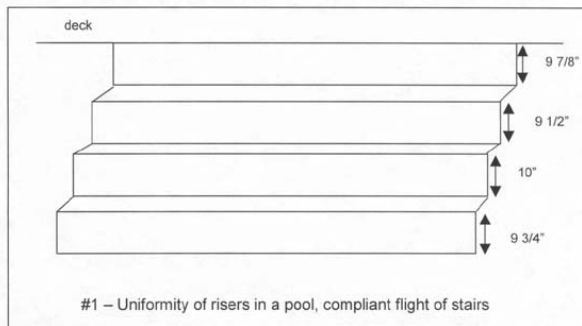 deck
9 7/8"
9 1/2"
10"
9 3/4"
#1 – Uniformity of risers in a pool, compliant flight of stairs